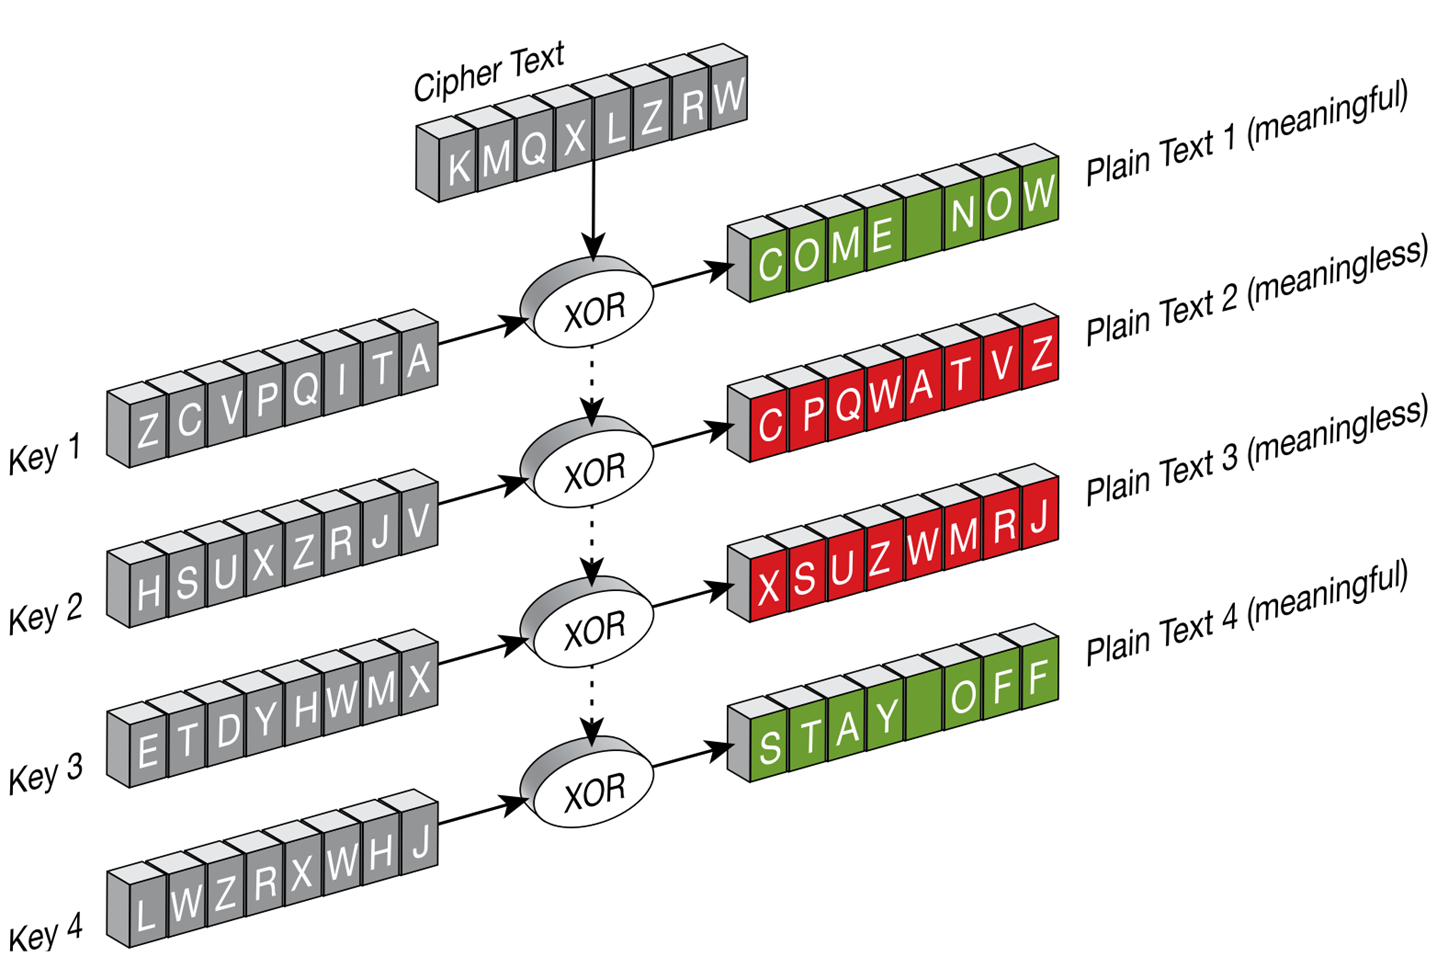 Cipher Text
KMQXLZRW
Plain Text 1 (meaningful)
COME NOW
XOR
Key 1
ZCVPQITA
Plain Text 2 (meaningless)
CPQWATVZ
XOR
Key 2
HSUXZRJV
Plain Text 3 (meaningless)
XSUZWMRJ
XOR
Key 3
ETDYHWMX
Plain Text 4 (meaningful)
STAY OFF
XOR
Key 4
LWZRXWHJ